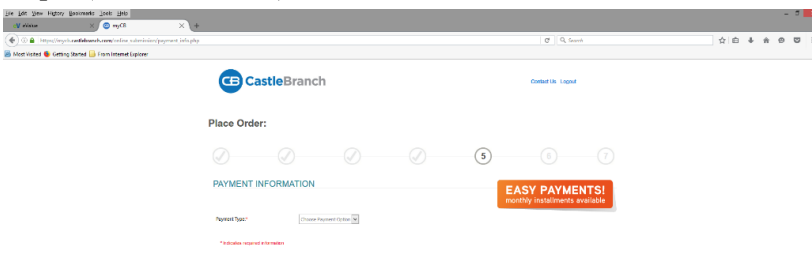 File Edit View History Bookmarks Tools Help
myCB
Search
Most Visited Getting Started From Internet Explorer
CB CastleBranch
Contact Us Logout
Place Order:
5 6 7
PAYMENT INFORMATION
EASY PAYMENTS!
monthly installments available
Payment Type:* Choose Payment Option
* Indicates required information